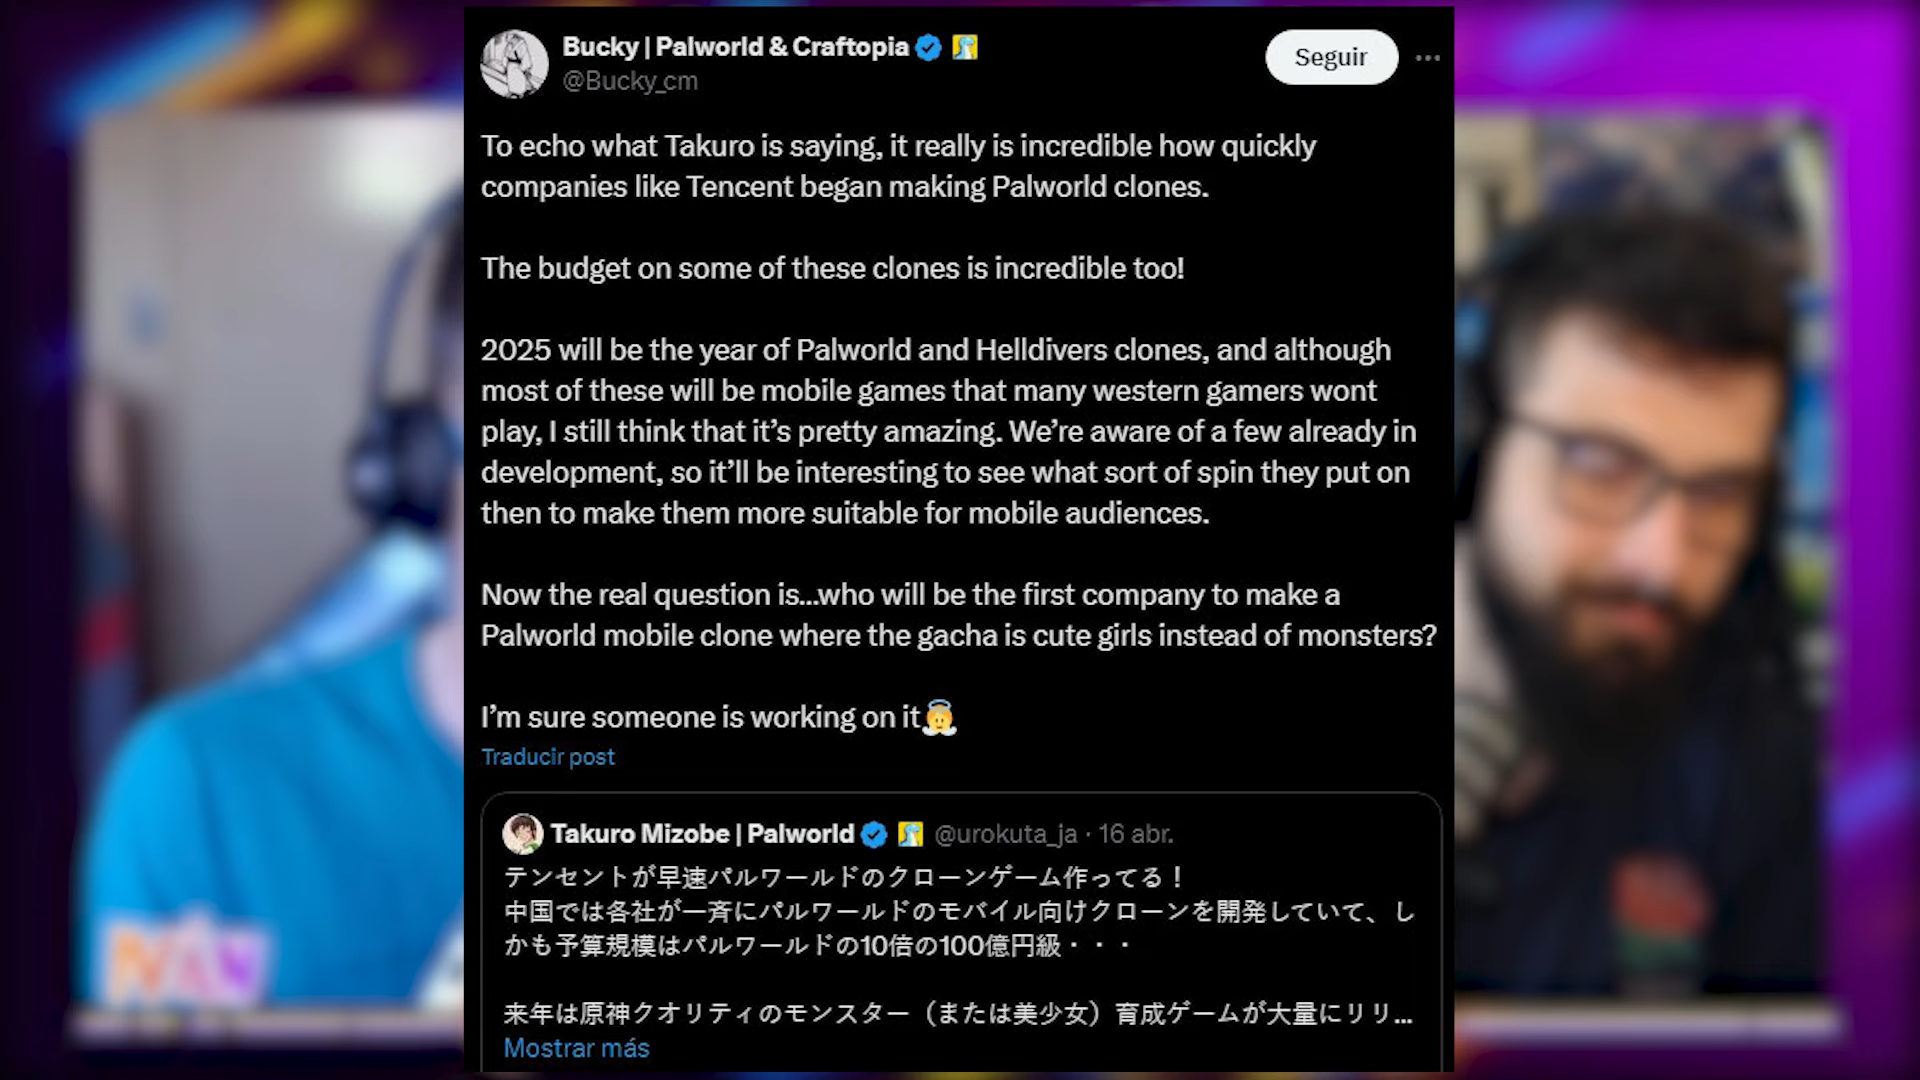 Bucky | Palworld & Craftopia
@Bucky_cm
Seguir
To echo what Takuro is saying, it really is incredible how quickly
companies like Tencent began making Palworld clones.
The budget on some of these clones is incredible too!
2025 will be the year of Palworld and Helldivers clones, and although
most of these will be mobile games that many western gamers wont
play, I still think that it’s pretty amazing. We’re aware of a few already in
development, so it’ll be interesting to see what sort of spin they put on
then to make them more suitable for mobile audiences.
Now the real question is...who will be the first company to make a
Palworld mobile clone where the gacha is cute girls instead of monsters?
I’m sure someone is working on it😇
Traducir post
Takuro Mizobe | Palworld @urokuta_ja · 16 abr.
テンセントが早速パルワールドのクローンゲーム作ってる！
中国では各社が一斉にパルワールドのモバイル向けクローンを開発していて、し
かも予算規模はパルワールドの10倍の100億円級・・・
来年は原神クオリティのモンスター（または美少女）育成ゲームが大量にリリ...
Mostrar más